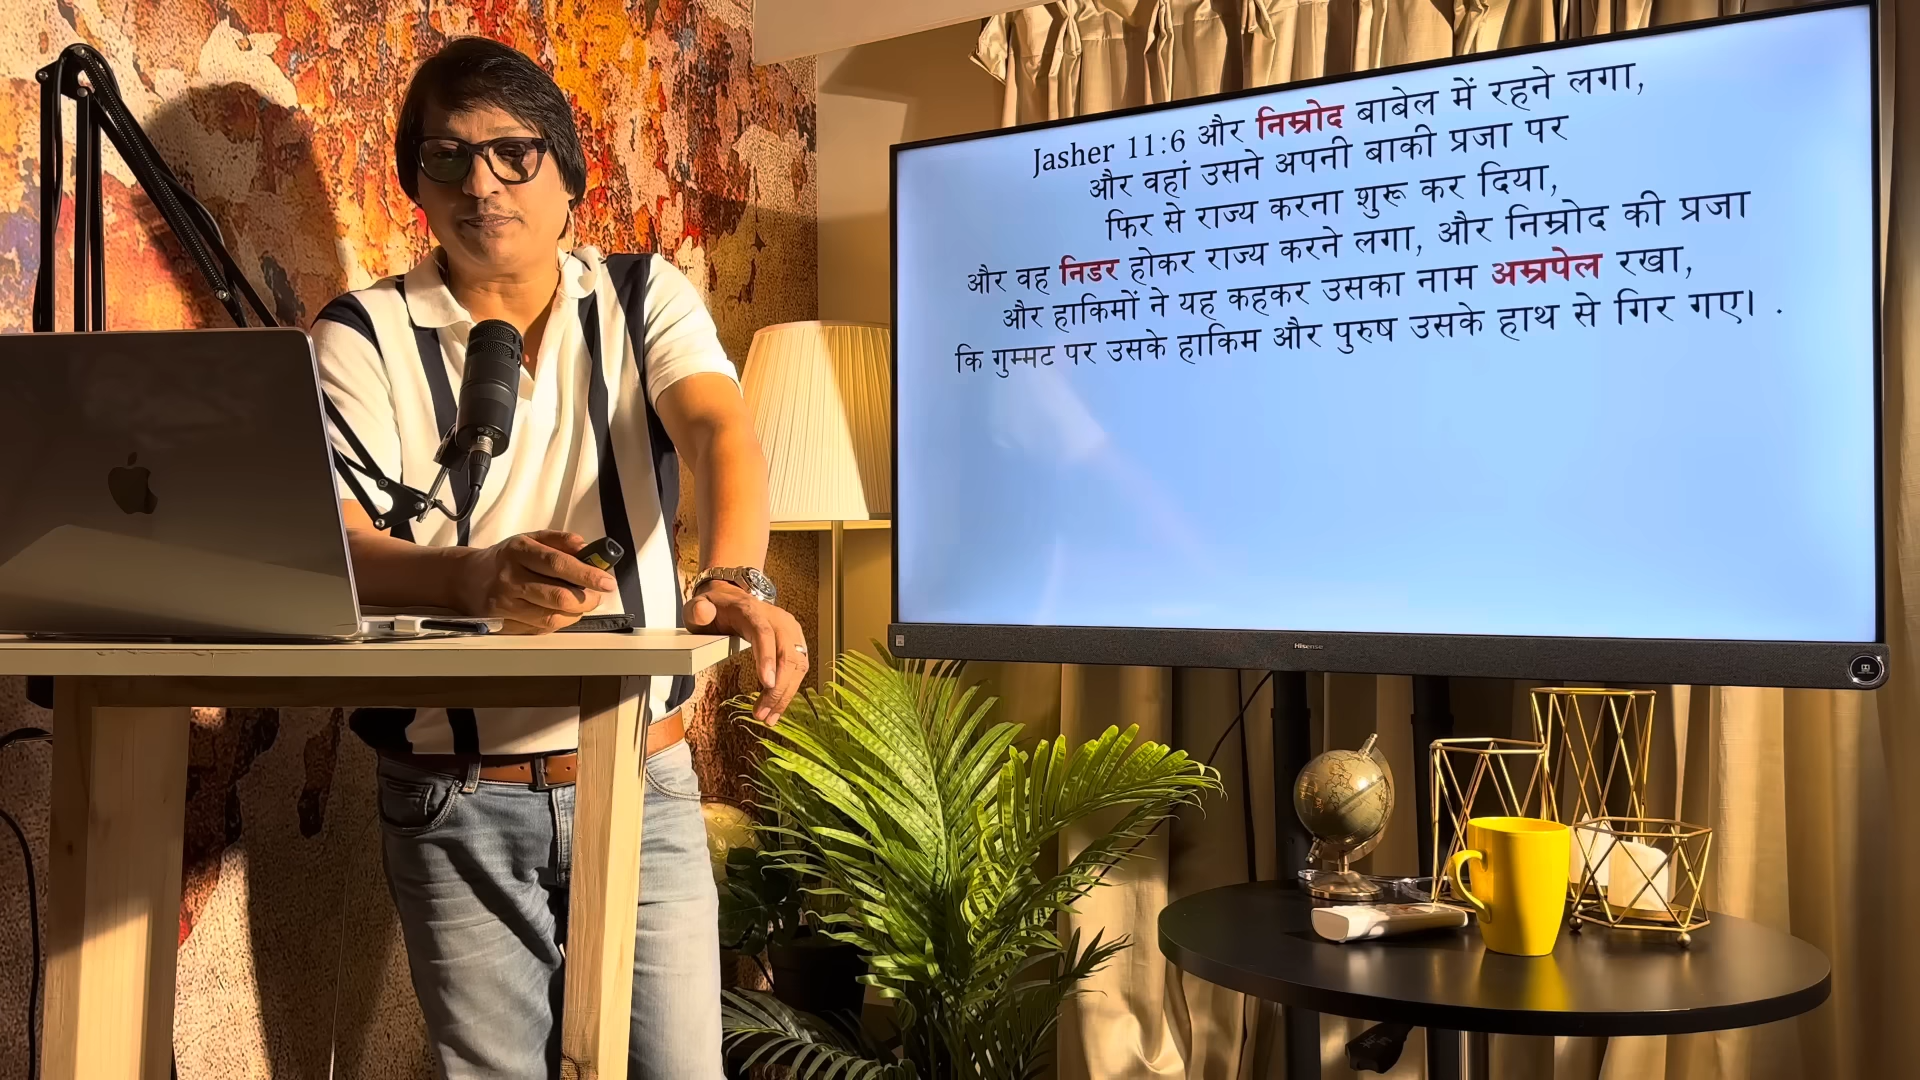 Jasher 11:6 और निम्रोद बाबेल में रहने लगा,
और वहां उसने अपनी बाकी प्रजा पर
फिर से राज्य करना शुरू कर दिया,
और वह निडर होकर राज्य करने लगा, और निम्रोद की प्रजा
और हाकिमों ने यह कहकर उसका नाम अम्रपेल रखा,
कि गुम्मट पर उसके हाकिम और पुरुष उसके हाथ से गिर गए। .
Hisense